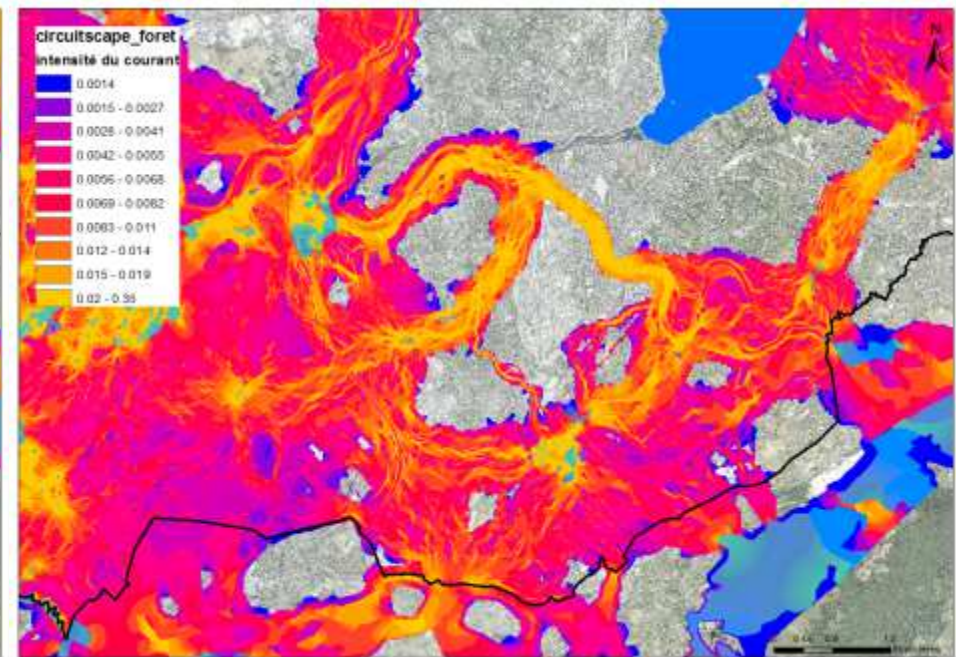 circuitscape_foret
intensité du courant
0.0014
0.0015 - 0.0027
0.0028 - 0.0041
0.0042 - 0.0055
0.0056 - 0.0068
0.0069 - 0.0082
0.0083 - 0.011
0.012 - 0.014
0.015 - 0.019
0.02 - 0.36
N